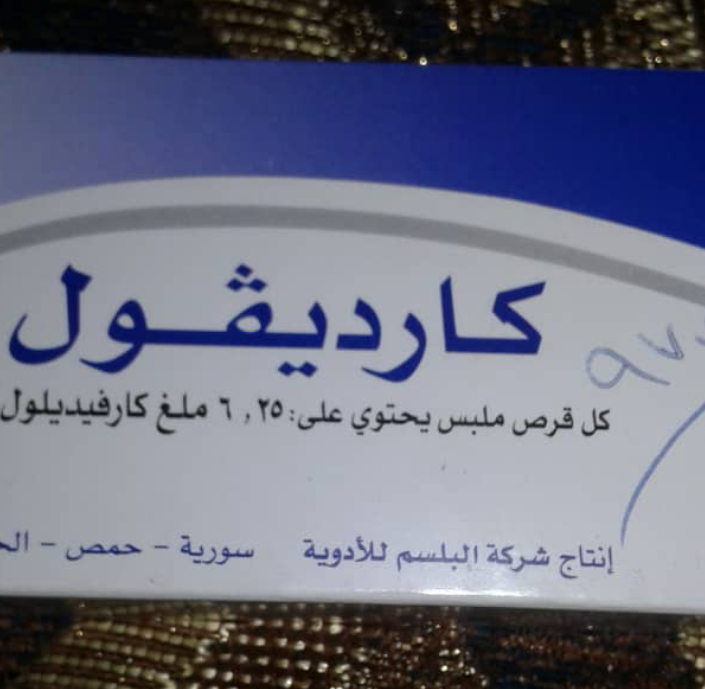 كارديڤول
كل قرص ملبس يحتوي على: ٦,٢٥ ملغ كارفيديلول
إنتاج شركة البلسم للأدوية سورية - حمص -